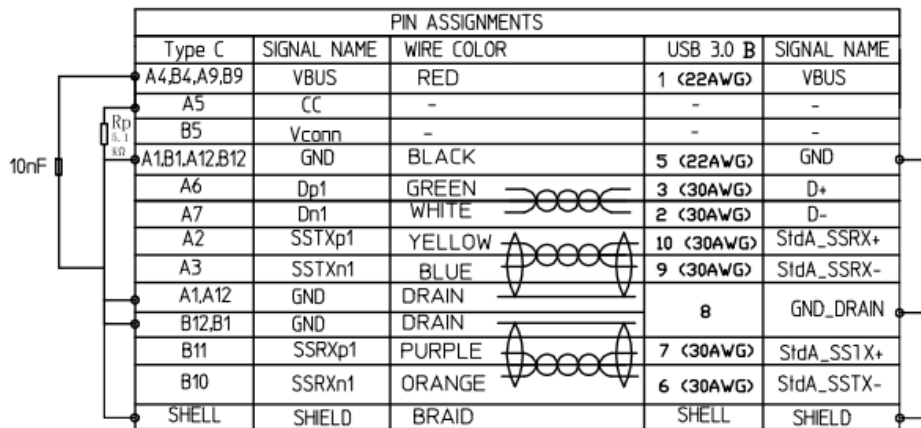 PIN ASSIGNMENTS
Type C SIGNAL NAME WIRE COLOR USB 3.0 B SIGNAL NAME
A4,B4,A9,B9 VBUS RED 1 (22AWG) VBUS
A5 CC - - -
Rp 5.1 KΩ
B5 Vconn - - -
10nF
A1,B1,A12,B12 GND BLACK 5 (22AWG) GND
A6 Dp1 GREEN 3 (30AWG) D+
A7 Dn1 WHITE 2 (30AWG) D-
A2 SSTXp1 YELLOW 10 (30AWG) StdA_SSRX+
A3 SSTXn1 BLUE 9 (30AWG) StdA_SSRX-
A1,A12 GND DRAIN 8 GND_DRAIN
B12,B1 GND DRAIN
B11 SSRXp1 PURPLE 7 (30AWG) StdA_SSTX+
B10 SSRXn1 ORANGE 6 (30AWG) StdA_SSTX-
SHELL SHIELD BRAID SHELL SHIELD